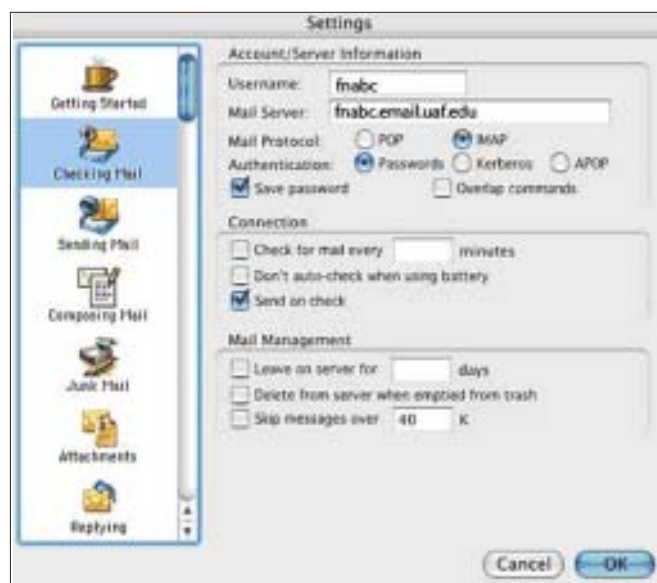 Settings
Getting Started
Checking Mail
Sending Mail
Composing Mail
Junk Mail
Attachments
Replying
Account/Server Information
Username: fnabc
Mail Server: fnabc.email.uaf.edu
Mail Protocol: POP IMAP
Authentication: Passwords Kerberos APOP
Save password Overlap commands
Connection
Check for mail every minutes
Don't auto-check when using battery
Send on check
Mail Management
Leave on server for days
Delete from server when emptied from trash
Skip messages over 40 K
Cancel OK